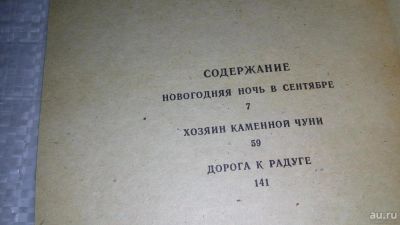 СОДЕРЖАНИЕ
НОВОГОДНЯЯ НОЧЬ В СЕНТЯБРЕ
7
ХОЗЯИН КАМЕННОЙ ЧУНИ
59
ДОРОГА К РАДУГЕ
141
au.ru